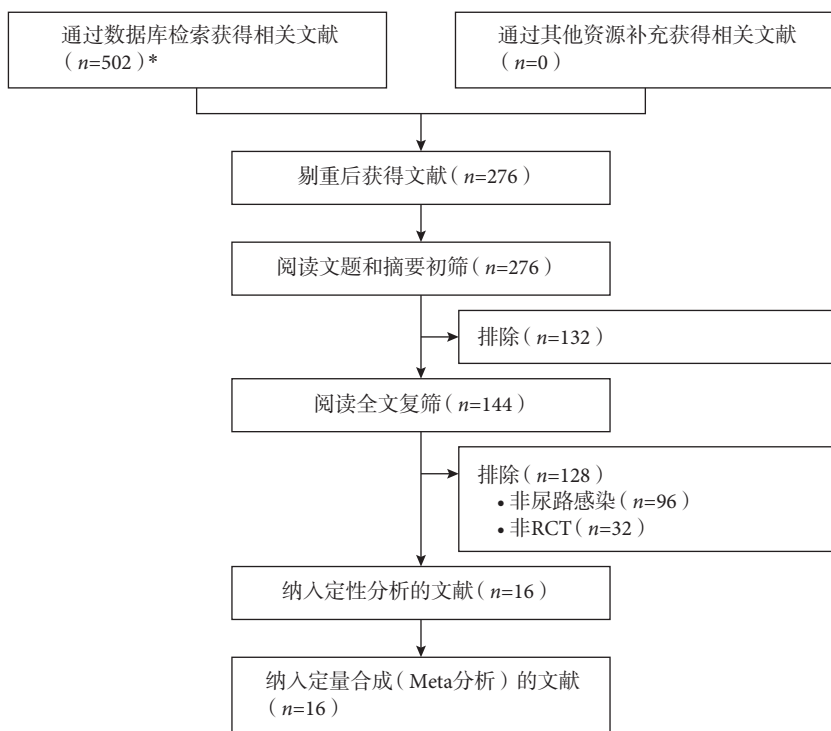 通过数据库检索获得相关文献
（n=502）*
通过其他资源补充获得相关文献
（n=0）
剔重后获得文献（n=276）
阅读文题和摘要初筛（n=276）
排除（n=132）
阅读全文复筛（n=144）
排除（n=128）
• 非尿路感染（n=96）
• 非RCT（n=32）
纳入定性分析的文献（n=16）
纳入定量合成（Meta分析）的文献
（n=16）